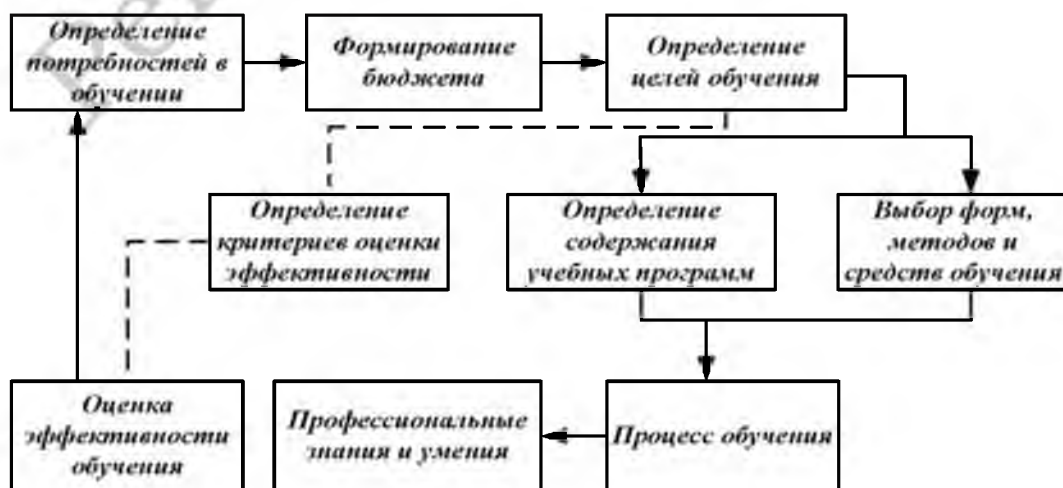 Определение
потребностей в
обучении
Формирование
бюджета
Определение
целей обучения
Определение
критериев оценки
эффективности
Определение
содержания
учебных программ
Выбор форм,
методов и
средств обучения
Оценка
эффективности
обучения
Профессиональные
знания и умения
Процесс обучения